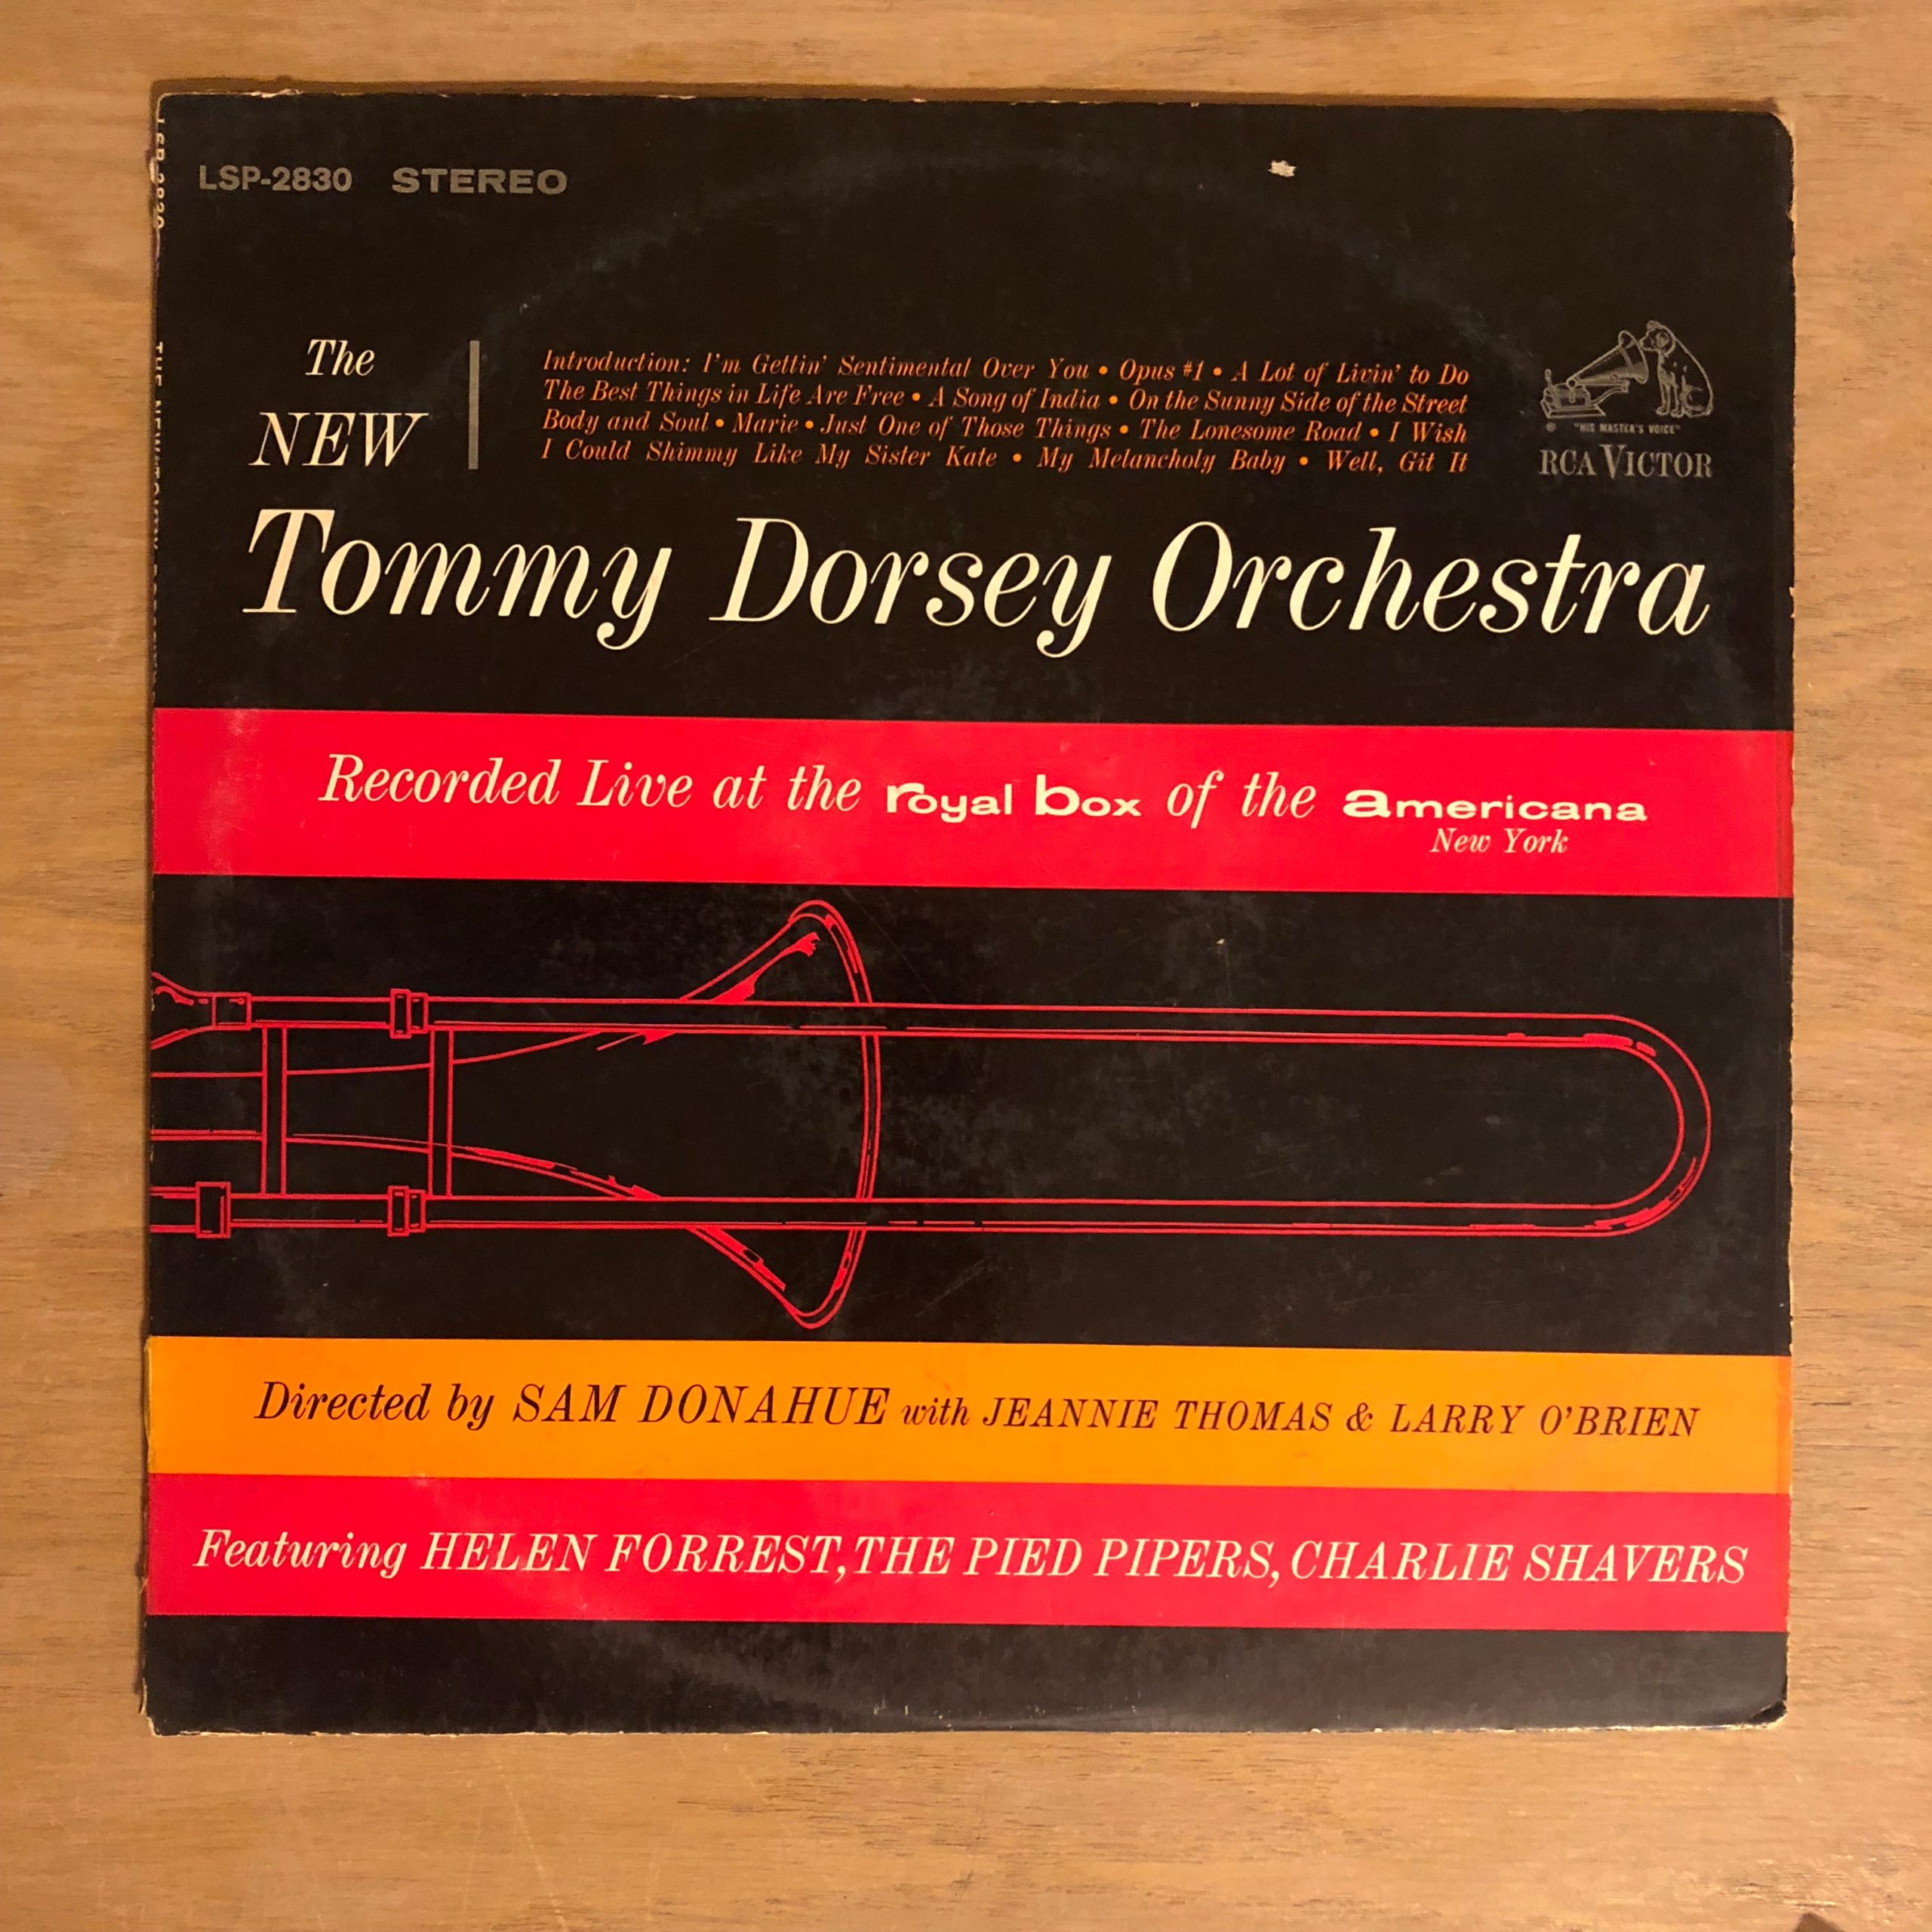 LSP-2830 STEREO
The
NEW
Introduction: I'm Gettin' Sentimental Over You • Opus #1 • A Lot of Livin' to Do
The Best Things in Life Are Free • A Song of India • On the Sunny Side of the Street
Body and Soul • Marie • Just One of Those Things • The Lonesome Road • I Wish
I Could Shimmy Like My Sister Kate • My Melancholy Baby • Well, Git It
® "HIS MASTER'S VOICE"
RCA VICTOR
Tommy Dorsey Orchestra
Recorded Live at the royal box of the americana
New York
Directed by SAM DONAHUE with JEANNIE THOMAS & LARRY O'BRIEN
Featuring HELEN FORREST, THE PIED PIPERS, CHARLIE SHAVERS